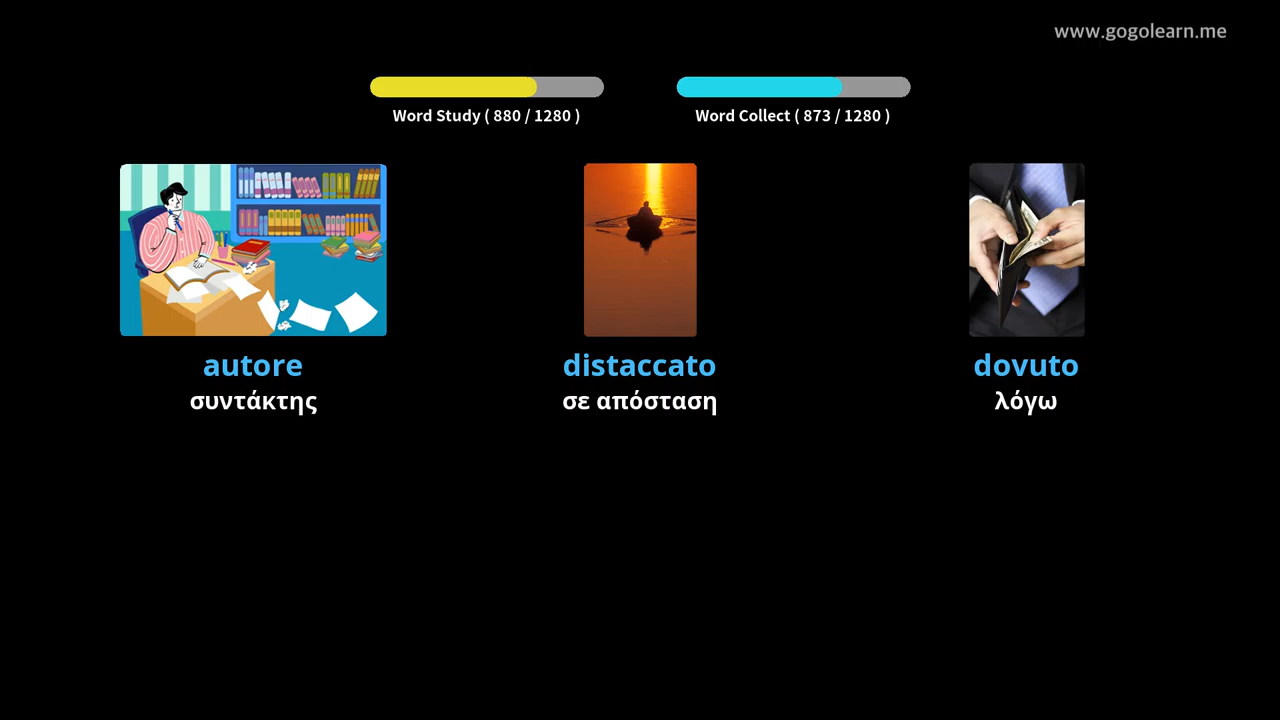 www.gogolearn.me
Word Study ( 880 / 1280 )
Word Collect ( 873 / 1280 )
autore
distaccato
dovuto
συντάκτης
σε απόσταση
λόγω